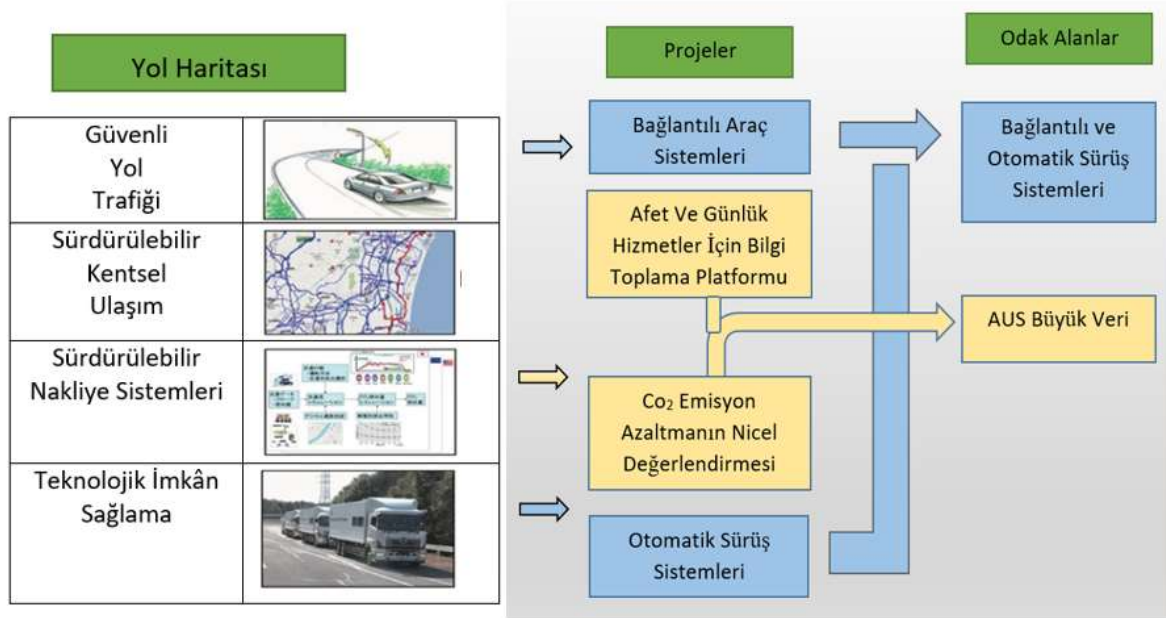 Yol Haritası
Güvenli
Yol
Trafiği
Sürdürülebilir
Kentsel
Ulaşım
Sürdürülebilir
Nakliye Sistemleri
Teknolojik İmkân
Sağlama
Projeler
Bağlantılı Araç
Sistemleri
Afet Ve Günlük
Hizmetler İçin Bilgi
Toplama Platformu
Co₂ Emisyon
Azaltmanın Nicel
Değerlendirmesi
Otomatik Sürüş
Sistemleri
Odak Alanlar
Bağlantılı ve
Otomatik Sürüş
Sistemleri
AUS Büyük Veri